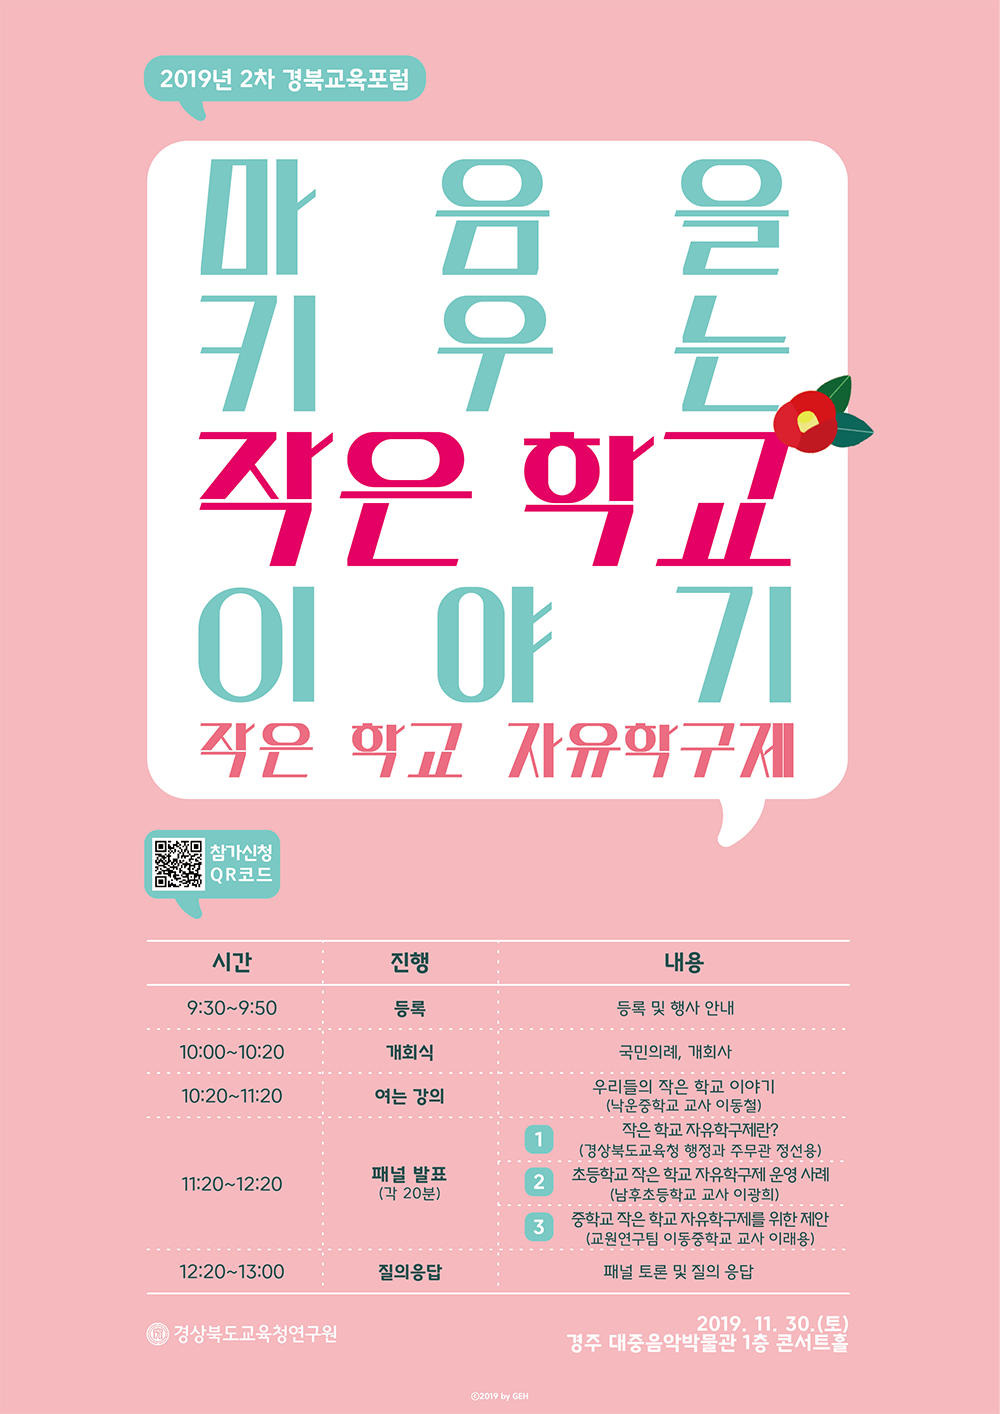 2019년 2차 경북교육포럼
마음을
키우는
작은 학교
이야기
작은 학교 자유학구제
참가신청
QR코드
시간 진행 내용
9:30~9:50 등록 등록 및 행사 안내
10:00~10:20 개회식 국민의례, 개회사
10:20~11:20 여는 강의 우리들의 작은 학교 이야기
(낙운중학교 교사 이동철)
11:20~12:20 패널 발표
(각 20분)
1 작은 학교 자유학구제란?
(경상북도교육청 행정과 주무관 정선용)
2 초등학교 작은 학교 자유학구제 운영 사례
(남후초등학교 교사 이광희)
3 중학교 작은 학교 자유학구제를 위한 제안
(교원연구팀 이동중학교 교사 이래용)
12:20~13:00 질의응답 패널 토론 및 질의 응답
경상북도교육청연구원
2019. 11. 30.(토)
경주 대중음악박물관 1층 콘서트홀
ⓒ2019 by GEH